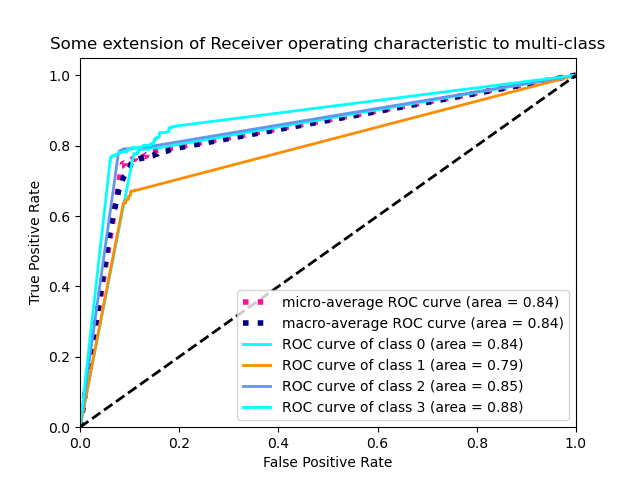 Some extension of Receiver operating characteristic to multi-class
True Positive Rate
1.0
0.8
0.6
0.4
0.2
0.0
micro-average ROC curve (area = 0.84)
macro-average ROC curve (area = 0.84)
ROC curve of class 0 (area = 0.84)
ROC curve of class 1 (area = 0.79)
ROC curve of class 2 (area = 0.85)
ROC curve of class 3 (area = 0.88)
0.0 0.2 0.4 0.6 0.8 1.0
False Positive Rate